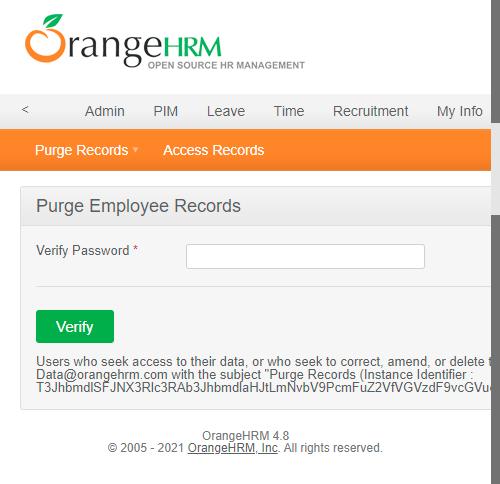 OrangeHRM
OPEN SOURCE HR MANAGEMENT
< Admin PIM Leave Time Recruitment My Info
Purge Records Access Records
Purge Employee Records
Verify Password *
Verify
Users who seek access to their data, or who seek to correct, amend, or delete
Data@orangehrm.com with the subject "Purge Records (Instance Identifier :
OrangeHRM 4.8
© 2005 - 2021 OrangeHRM, Inc. All rights reserved.